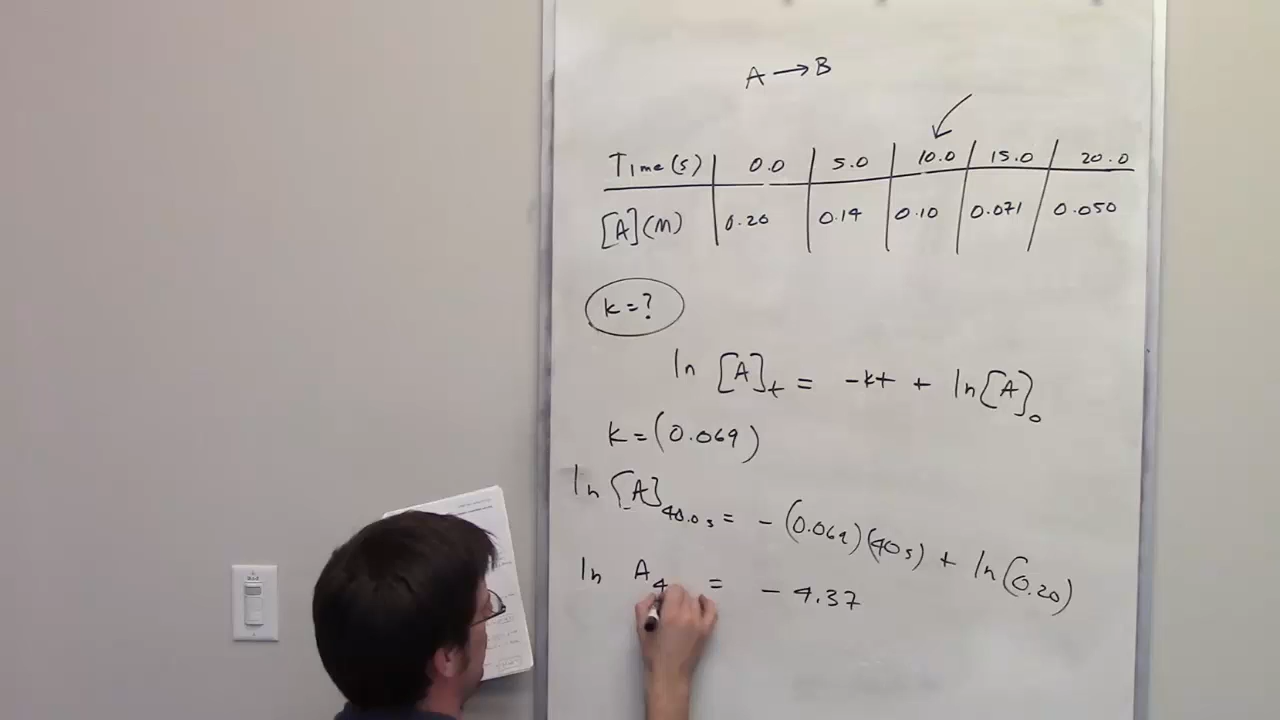 A → B
Time (s) | 0.0 | 5.0 | 10.0 | 15.0 | 20.0
[A] (M) | 0.20 | 0.14 | 0.10 | 0.071 | 0.050
k = ?
ln [A]t = -kt + ln [A]0
k = (0.069)
ln [A]40.0 s = - (0.069) (40 s) + ln (0.20)
ln A4 = - 4.37